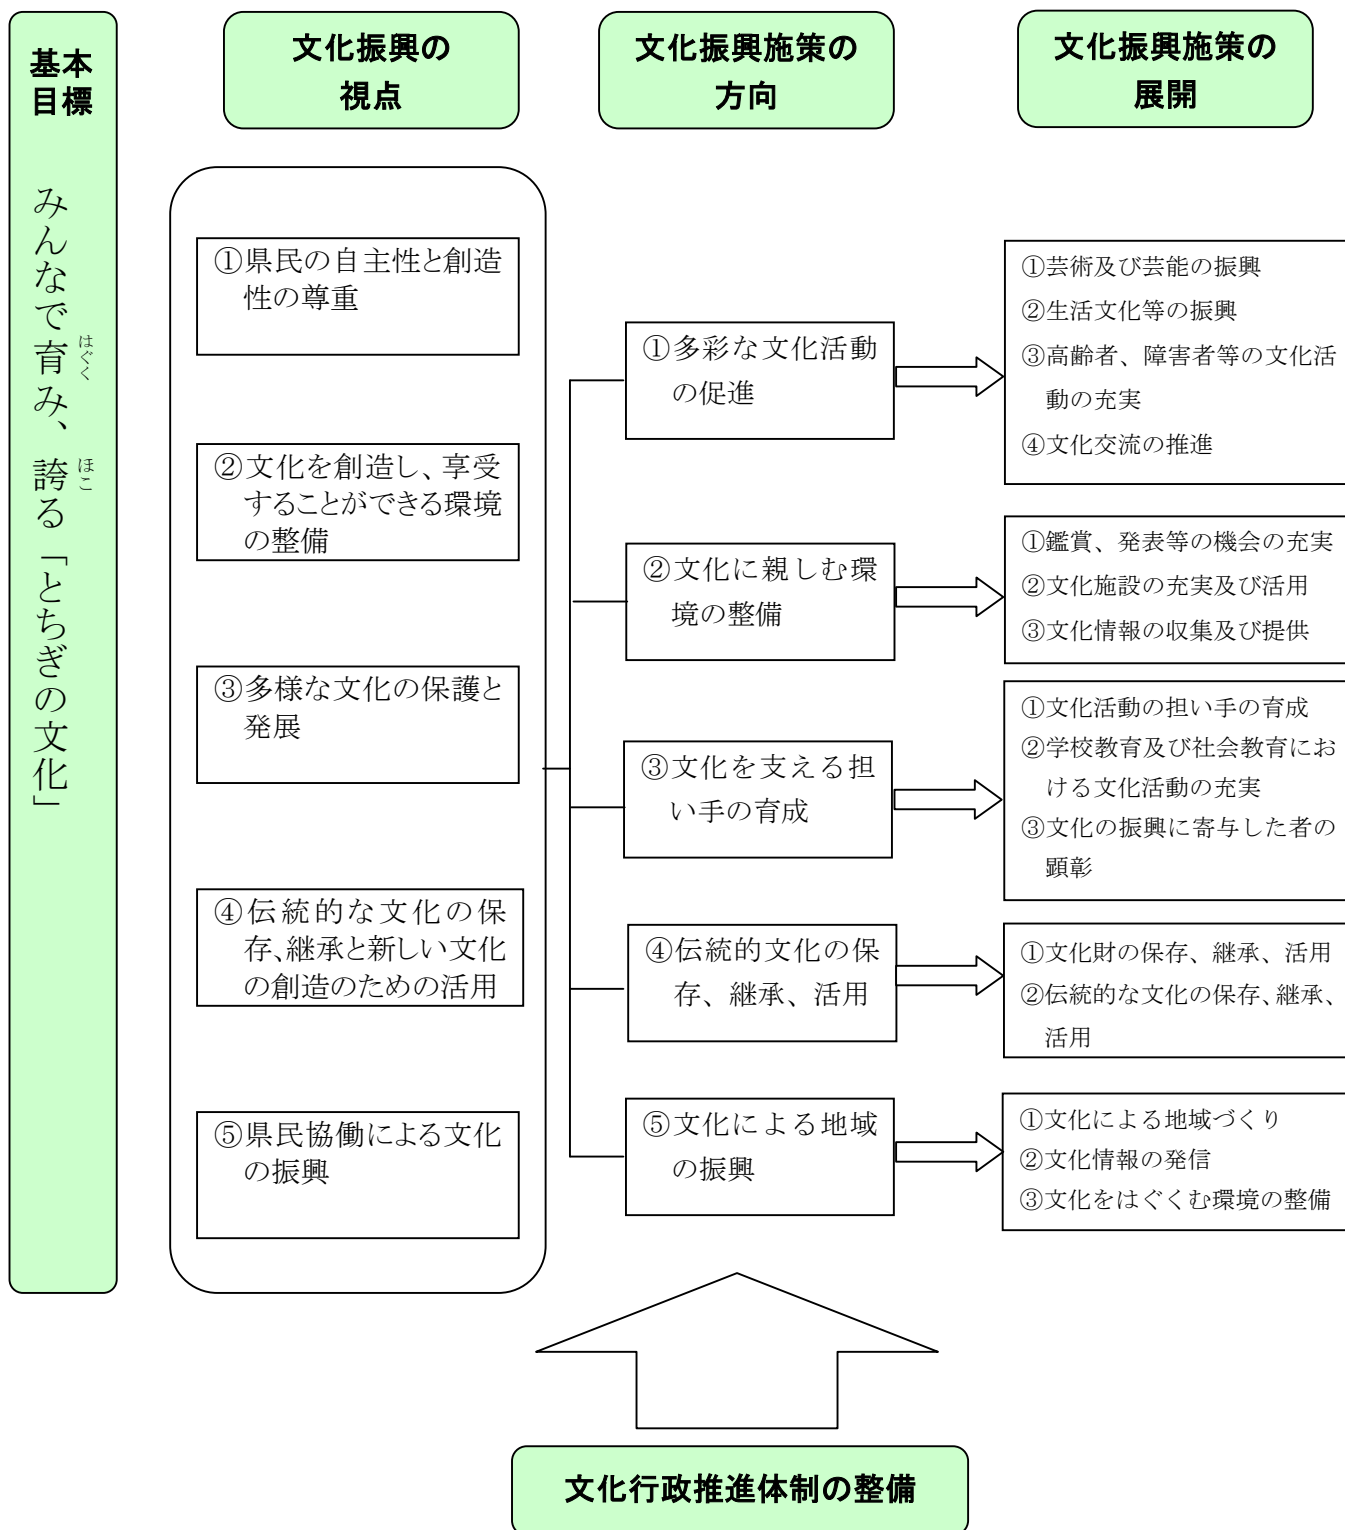 基本
目標
みんなで育み、誇る「とちぎの文化」
はぐく
ほこ
文化振興の
視点
①県民の自主性と創造
性の尊重
②文化を創造し、享受
することができる環境
の整備
③多様な文化の保護と
発展
④伝統的な文化の保
存、継承と新しい文化
の創造のための活用
⑤県民協働による文化
の振興
文化振興施策の
方向
①多彩な文化活動
の促進
②文化に親しむ環
境の整備
③文化を支える担
い手の育成
④伝統的文化の保
存、継承、活用
⑤文化による地域
の振興
文化振興施策の
展開
①芸術及び芸能の振興
②生活文化等の振興
③高齢者、障害者等の文化活
動の充実
④文化交流の推進
①鑑賞、発表等の機会の充実
②文化施設の充実及び活用
③文化情報の収集及び提供
①文化活動の担い手の育成
②学校教育及び社会教育にお
ける文化活動の充実
③文化の振興に寄与した者の
顕彰
①文化財の保存、継承、活用
②伝統的な文化の保存、継承、
活用
①文化による地域づくり
②文化情報の発信
③文化をはぐくむ環境の整備
文化行政推進体制の整備